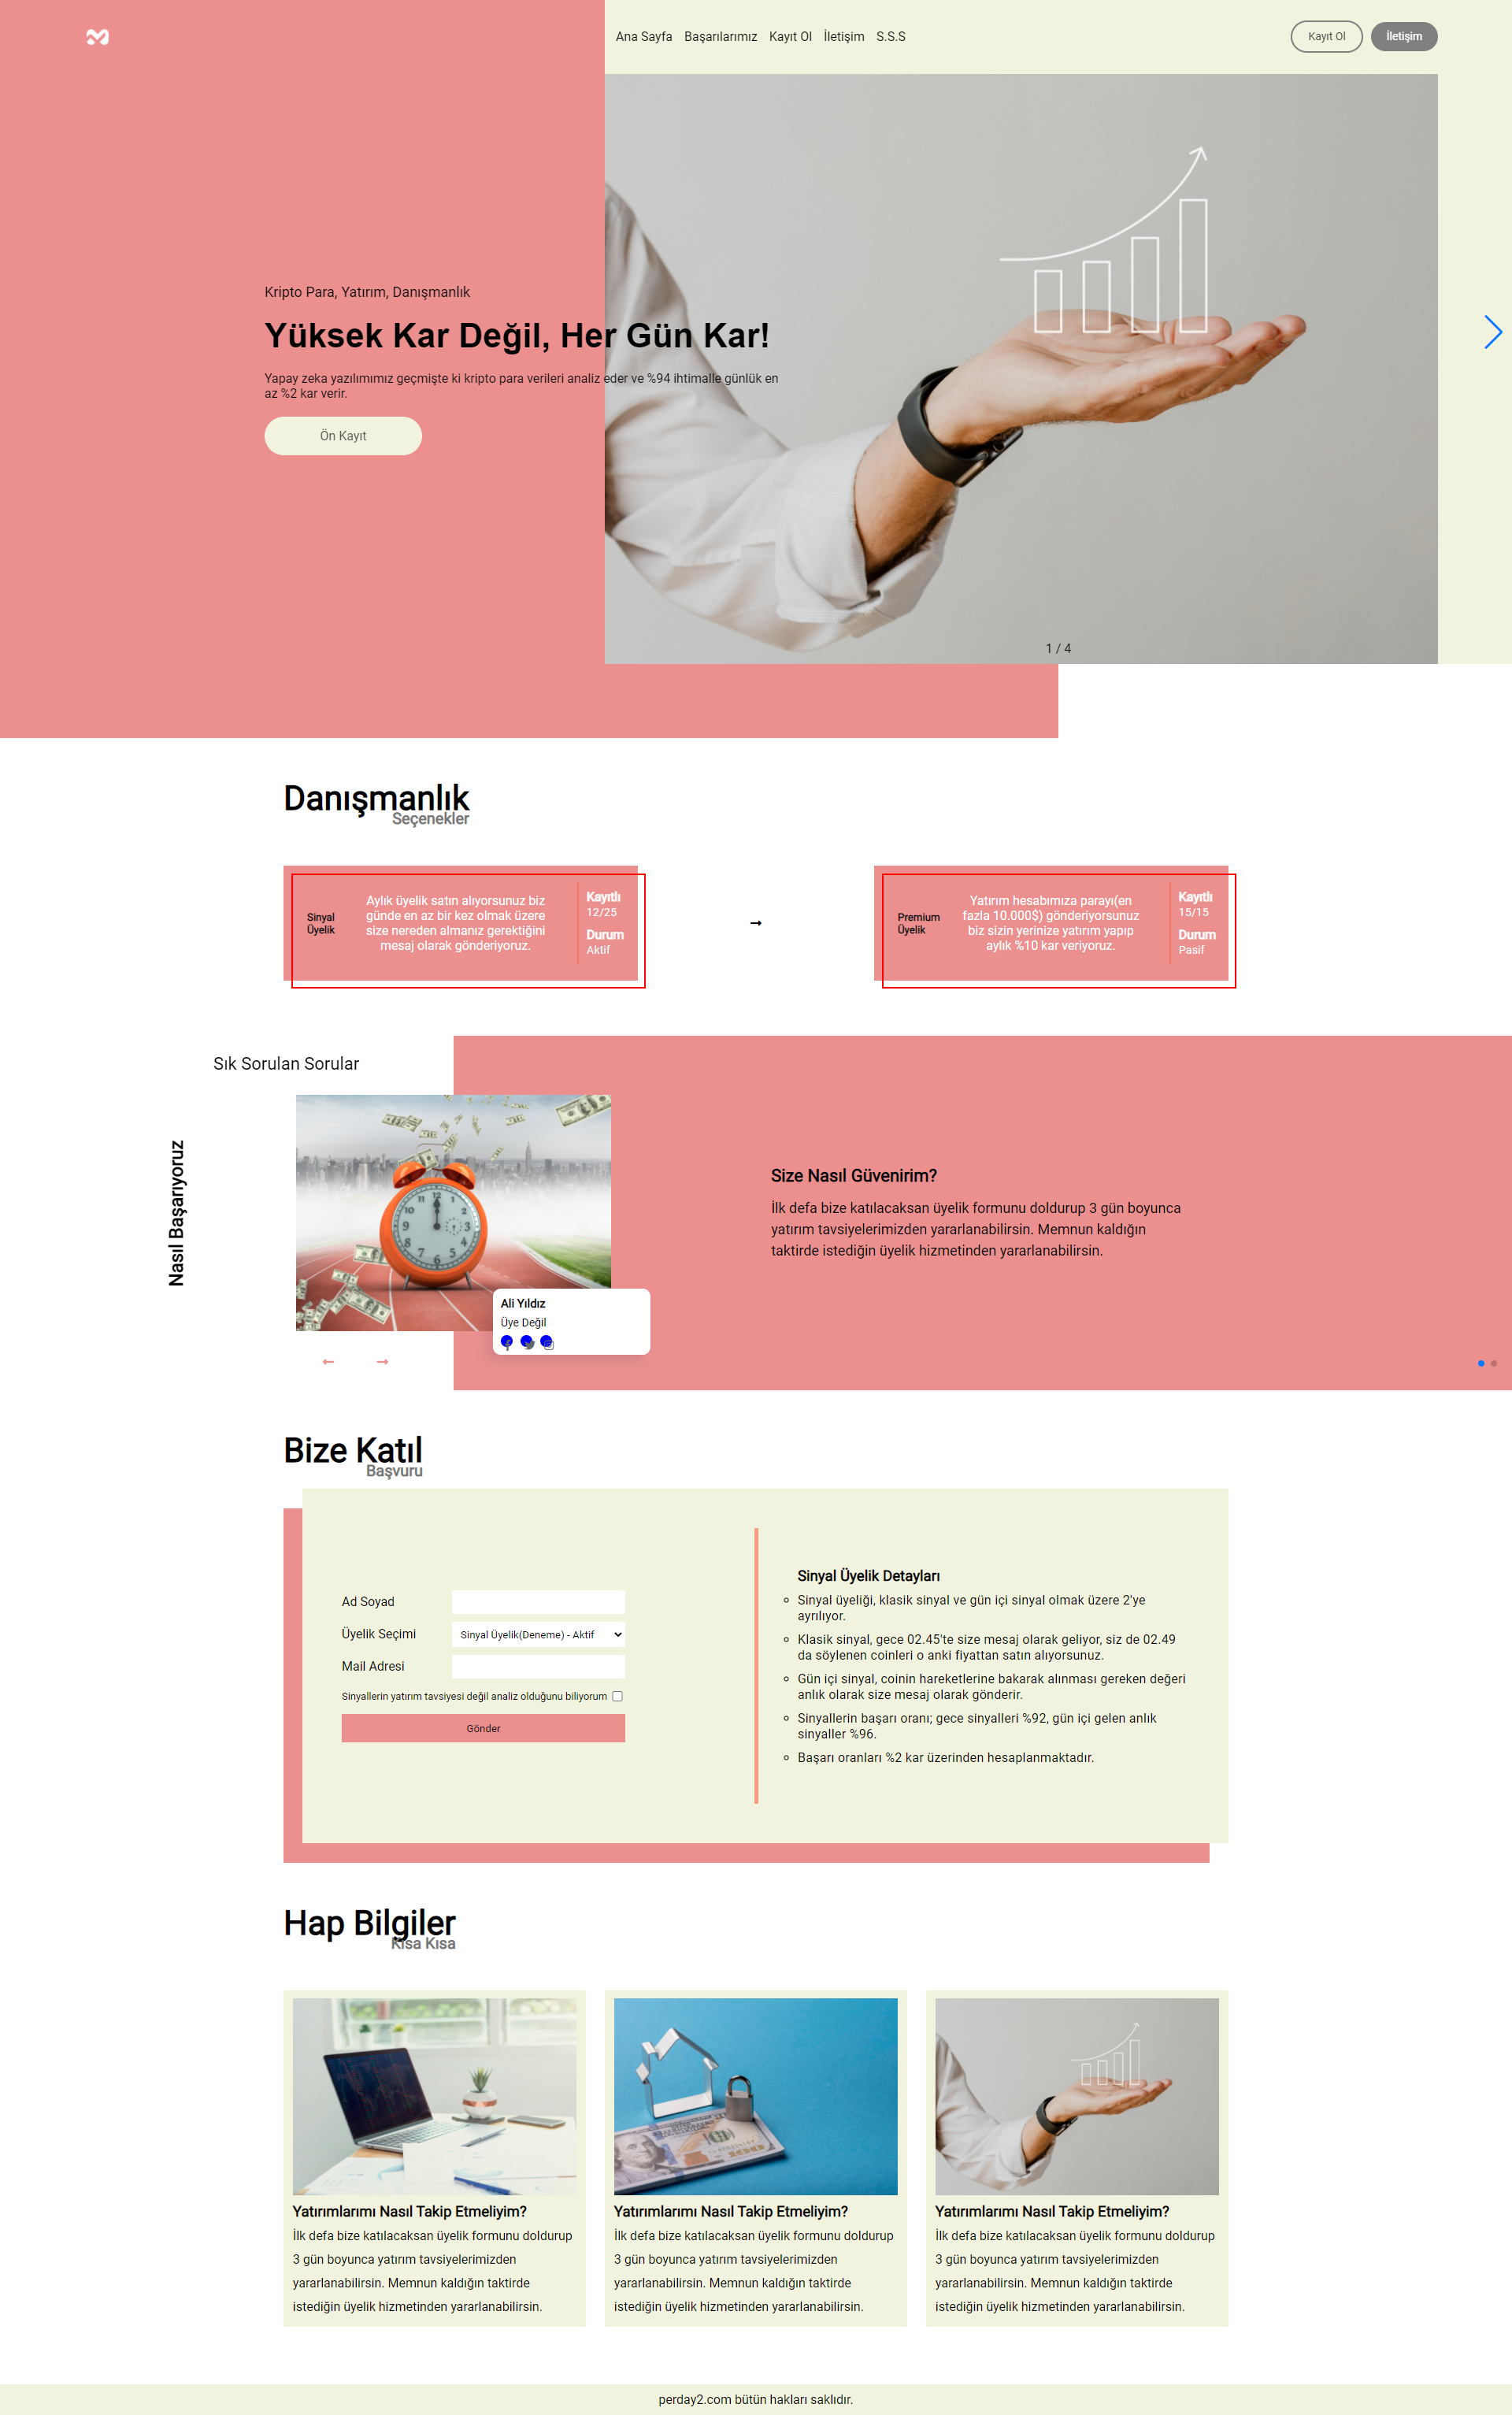 Ana Sayfa Başarılarımız Kayıt Ol İletişim S.S.S
Kayıt Ol
İletişim
Kripto Para, Yatırım, Danışmanlık
Yüksek Kar Değil, Her Gün Kar!
Yapay zeka yazılımımız geçmişte ki kripto para verileri analiz eder ve %94 ihtimalle günlük en
az %2 kar verir.
Ön Kayıt
1 / 4
Danışmanlık
Seçenekler
Sinyal
Üyelik
Aylık üyelik satın alıyorsunuz biz
günde en az bir kez olmak üzere
size nereden almanız gerektiğini
mesaj olarak gönderiyoruz.
Kayıtlı
12/25
Durum
Aktif
Premium
Üyelik
Yatırım hesabımıza parayı(en
fazla 10.000$) gönderiyorsunuz
biz sizin yerinize yatırım yapıp
aylık %10 kar veriyoruz.
Kayıtlı
15/15
Durum
Pasif
Sık Sorulan Sorular
Nasıl Başarıyoruz
Size Nasıl Güvenirim?
İlk defa bize katılacaksan üyelik formunu doldurup 3 gün boyunca
yatırım tavsiyelerimizden yararlanabilirsin. Memnun kaldığın
taktirde istediğin üyelik hizmetinden yararlanabilirsin.
Ali Yıldız
Üye Değil
Bize Katıl
Başvuru
Ad Soyad
Üyelik Seçimi
Sinyal Üyelik(Deneme) - Aktif
Mail Adresi
Sinyallerin yatırım tavsiyesi değil analiz olduğunu biliyorum
Gönder
Sinyal Üyelik Detayları
Sinyal üyeliği, klasik sinyal ve gün içi sinyal olmak üzere 2'ye
ayrılıyor.
Klasik sinyal, gece 02.45'te size mesaj olarak geliyor, siz de 02.49
da söylenen coinleri o anki fiyattan satın alıyorsunuz.
Gün içi sinyal, coinin hareketlerine bakarak alınması gereken değeri
anlık olarak size mesaj olarak gönderir.
Sinyallerin başarı oranı; gece sinyalleri %92, gün içi gelen anlık
sinyaller %96.
Başarı oranları %2 kar üzerinden hesaplanmaktadır.
Hap Bilgiler
Kısa Kısa
Yatırımlarımı Nasıl Takip Etmeliyim?
İlk defa bize katılacaksan üyelik formunu doldurup
3 gün boyunca yatırım tavsiyelerimizden
yararlanabilirsin. Memnun kaldığın taktirde
istediğin üyelik hizmetinden yararlanabilirsin.
Yatırımlarımı Nasıl Takip Etmeliyim?
İlk defa bize katılacaksan üyelik formunu doldurup
3 gün boyunca yatırım tavsiyelerimizden
yararlanabilirsin. Memnun kaldığın taktirde
istediğin üyelik hizmetinden yararlanabilirsin.
Yatırımlarımı Nasıl Takip Etmeliyim?
İlk defa bize katılacaksan üyelik formunu doldurup
3 gün boyunca yatırım tavsiyelerimizden
yararlanabilirsin. Memnun kaldığın taktirde
istediğin üyelik hizmetinden yararlanabilirsin.
perday2.com bütün hakları saklıdır.